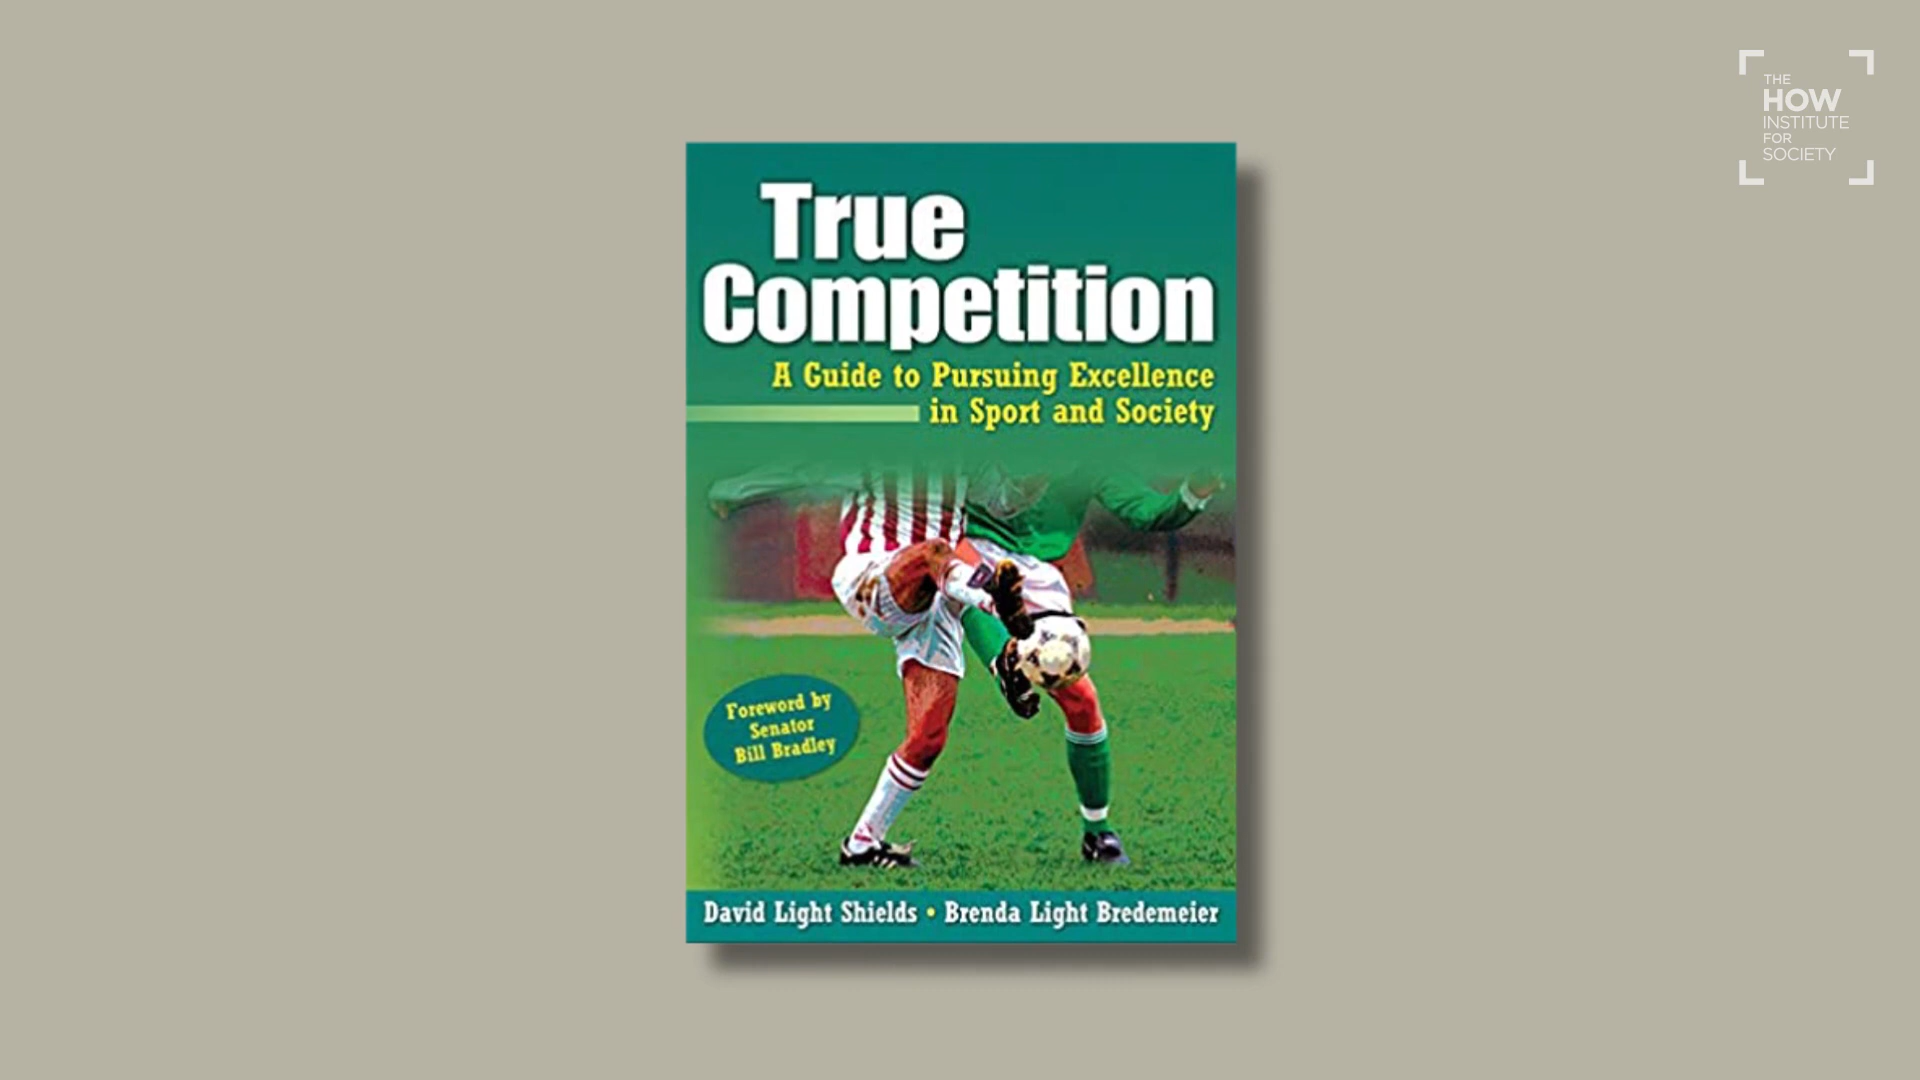 THE
HOW
INSTITUTE
FOR
SOCIETY
True
Competition
A Guide to Pursuing Excellence
in Sport and Society
Foreword by
Senator
Bill Bradley
David Light Shields • Brenda Light Bredemeier